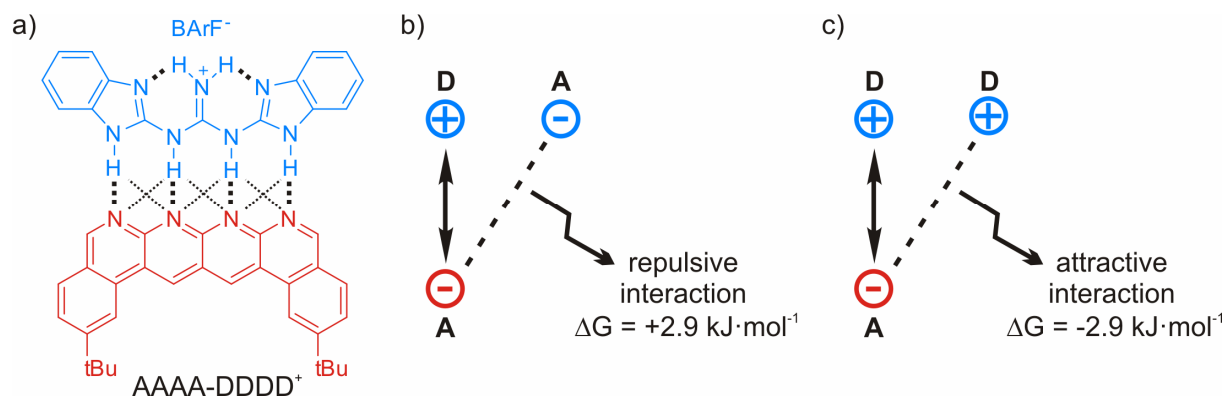 a)
BArF-
H H
N N+ N
N N N N
H H H H
N N N N
tBu tBu
AAAA-DDDD+
b)
D A
+ -
-
A
repulsive
interaction
ΔG = +2.9 kJ·mol-1
c)
D D
+ +
-
A
attractive
interaction
ΔG = -2.9 kJ·mol-1